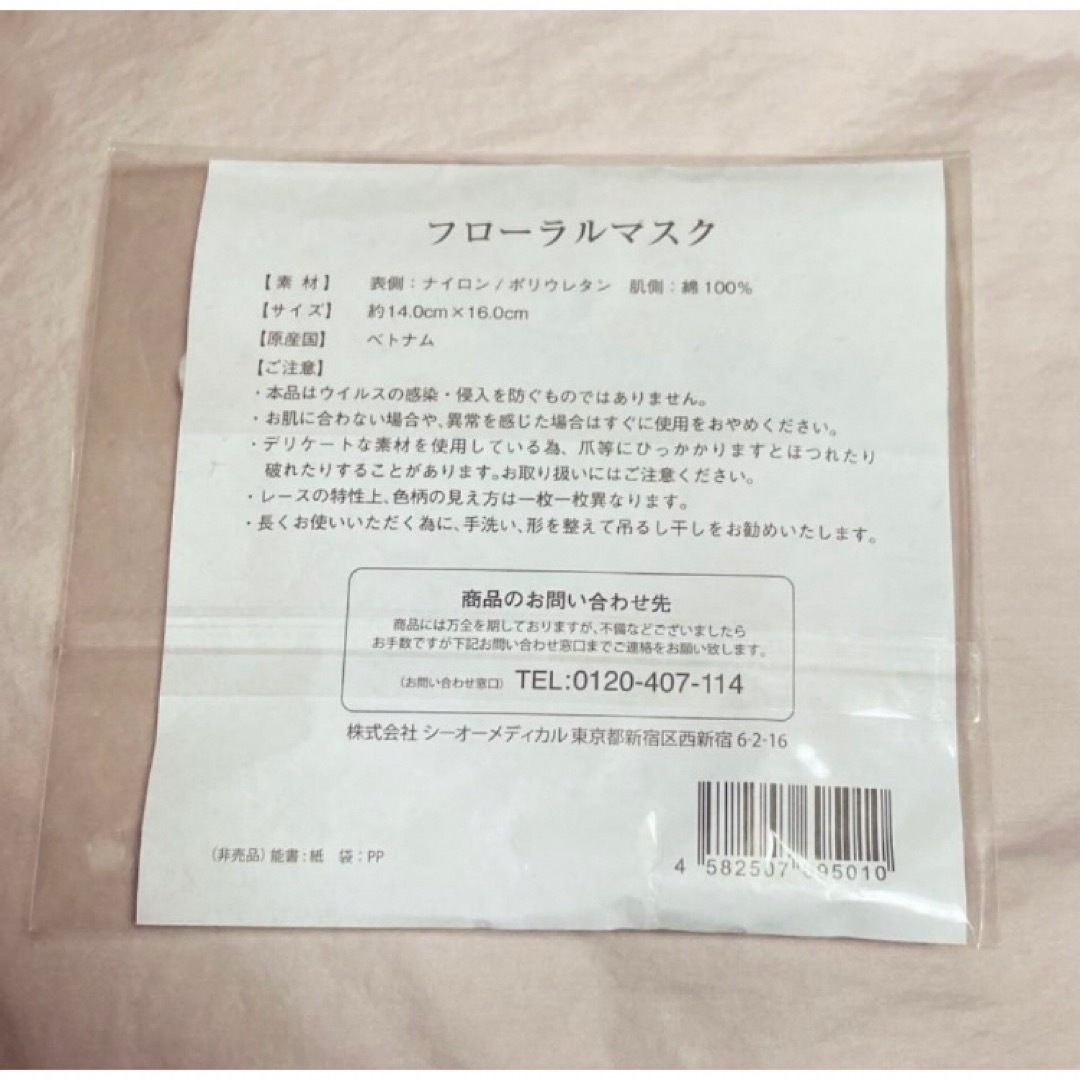 フローラルマスク
【素 材】 表側：ナイロン / ポリウレタン 肌側：綿 100%
【サイズ】 約14.0cm×16.0cm
【原産国】 ベトナム
【ご注意】
・本品はウイルスの感染・侵入を防ぐものではありません。
・お肌に合わない場合や、異常を感じた場合はすぐに使用をおやめください。
・デリケートな素材を使用している為、爪等にひっかかりますとほつれたり
破れたりすることがあります。お取り扱いにはご注意ください。
・レースの特性上、色柄の見え方は一枚一枚異なります。
・長くお使いいただく為に、手洗い、形を整えて吊るし干しをお勧めいたします。
商品のお問い合わせ先
商品には万全を期しておりますが、不備などございましたら
お手数ですが下記お問い合わせ窓口までご連絡をお願い致します。
（お問い合わせ窓口） TEL:0120-407-114
株式会社 シーオーメディカル 東京都新宿区西新宿 6-2-16
（非売品）能書：紙 袋：PP
4 582507 395010